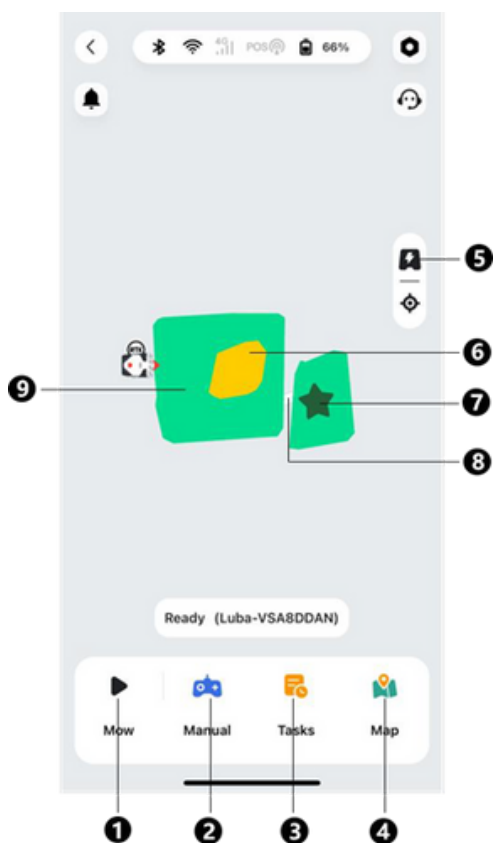 4G POS 66%
5
RTK
6
9
7
8
Ready (Luba-VSA8DDAN)
Mow Manual Tasks Map
1 2 3 4